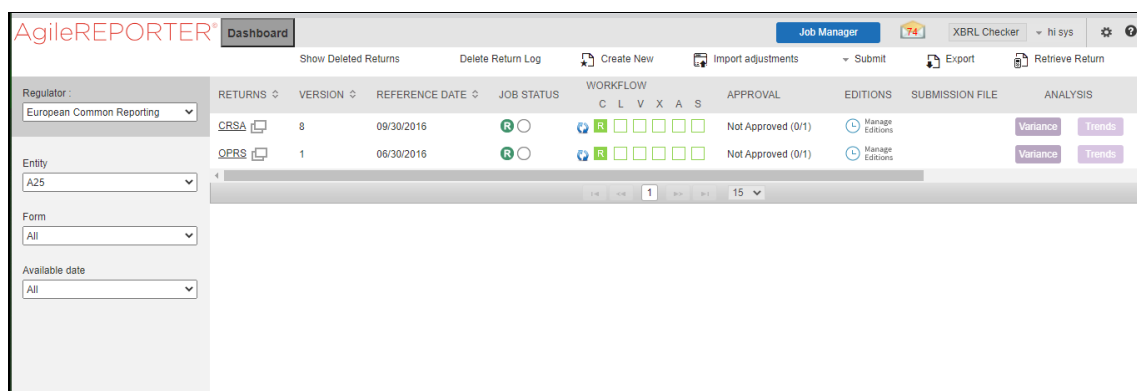 AgileREPORTER® Dashboard Job Manager 74 XBRL Checker hi sys
Show Deleted Returns Delete Return Log Create New Import adjustments Submit Export Retrieve Return
Regulator :
European Common Reporting
RETURNS VERSION REFERENCE DATE JOB STATUS WORKFLOW APPROVAL EDITIONS SUBMISSION FILE ANALYSIS
C L V X A S
CRSA 8 09/30/2016 R R Not Approved (0/1) Manage Editions Variance Trends
OPRS 1 06/30/2016 R R Not Approved (0/1) Manage Editions Variance Trends
1 15
Entity
A25
Form
All
Available date
All